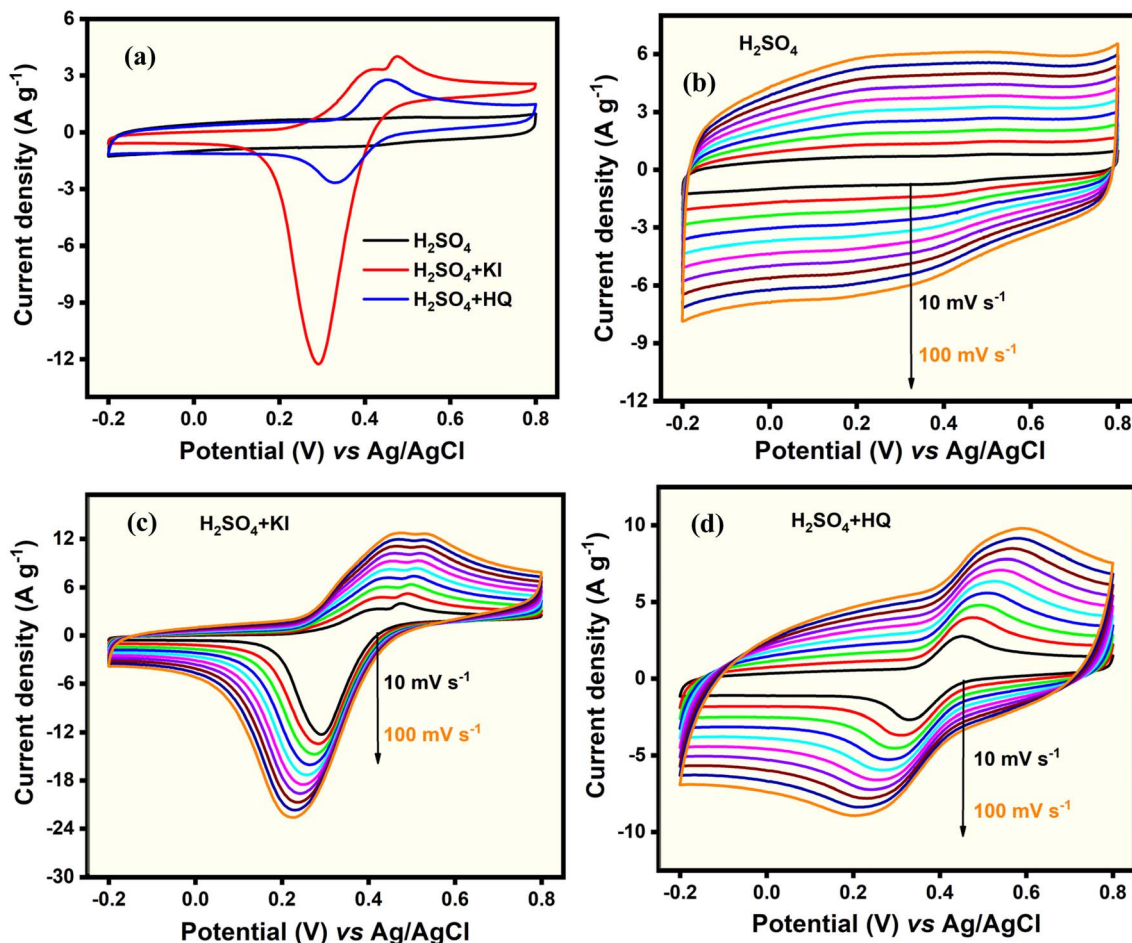 (a)
6
3
0
-3
-6
-9
-12
Current density (A g⁻¹)
H₂SO₄
H₂SO₄+KI
H₂SO₄+HQ
-0.2 0.0 0.2 0.4 0.6 0.8
Potential (V) vs Ag/AgCl
(b)
H₂SO₄
6
3
0
-3
-6
-9
-12
Current density (A g⁻¹)
10 mV s⁻¹
100 mV s⁻¹
-0.2 0.0 0.2 0.4 0.6 0.8
Potential (V) vs Ag/AgCl
(c)
H₂SO₄+KI
12
6
0
-6
-12
-18
-24
-30
Current density (A g⁻¹)
10 mV s⁻¹
100 mV s⁻¹
-0.2 0.0 0.2 0.4 0.6 0.8
Potential (V) vs Ag/AgCl
(d)
H₂SO₄+HQ
10
5
0
-5
-10
Current density (A g⁻¹)
10 mV s⁻¹
100 mV s⁻¹
-0.2 0.0 0.2 0.4 0.6 0.8
Potential (V) vs Ag/AgCl